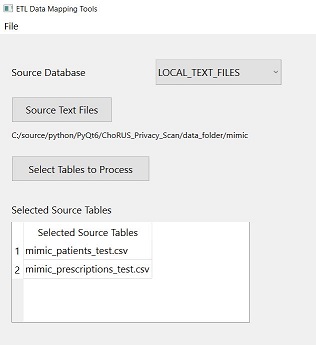 ETL Data Mapping Tools
File
Source Database
LOCAL_TEXT_FILES
Source Text Files
C:/source/python/PyQt6/ChoRUS_Privacy_Scan/data_folder/mimic
Select Tables to Process
Selected Source Tables
Selected Source Tables
1 mimic_patients_test.csv
2 mimic_prescriptions_test.csv